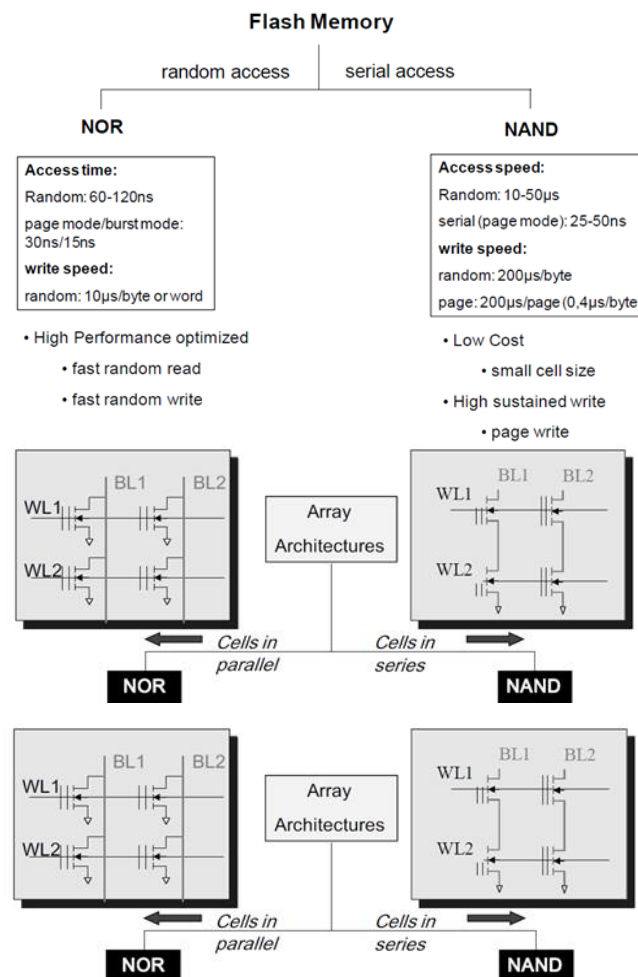 Flash Memory
random access
serial access
NOR
NAND
Access time:
Random: 60-120ns
page mode/burst mode:
30ns/15ns
write speed:
random: 10µs/byte or word
Access speed:
Random: 10-50µs
serial (page mode): 25-50ns
write speed:
random: 200µs/byte
page: 200µs/page (0,4µs/byte
• High Performance optimized
• fast random read
• fast random write
• Low Cost
• small cell size
• High sustained write
• page write
BL1
BL2
WL1
WL2
Array
Architectures
BL1
BL2
WL1
WL2
Cells in
parallel
Cells in
series
NOR
NAND
BL1
BL2
WL1
WL2
Array
Architectures
BL1
BL2
WL1
WL2
Cells in
parallel
Cells in
series
NOR
NAND